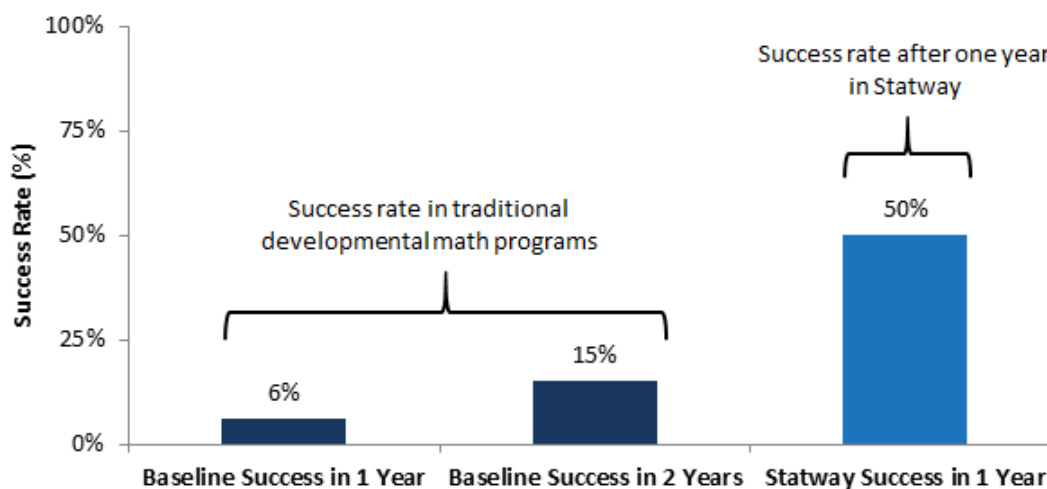 100%
75%
50%
25%
0%
Success Rate (%)
Success rate in traditional
developmental math programs
Success rate after one year
in Statway
6%
15%
50%
Baseline Success in 1 Year
Baseline Success in 2 Years
Statway Success in 1 Year